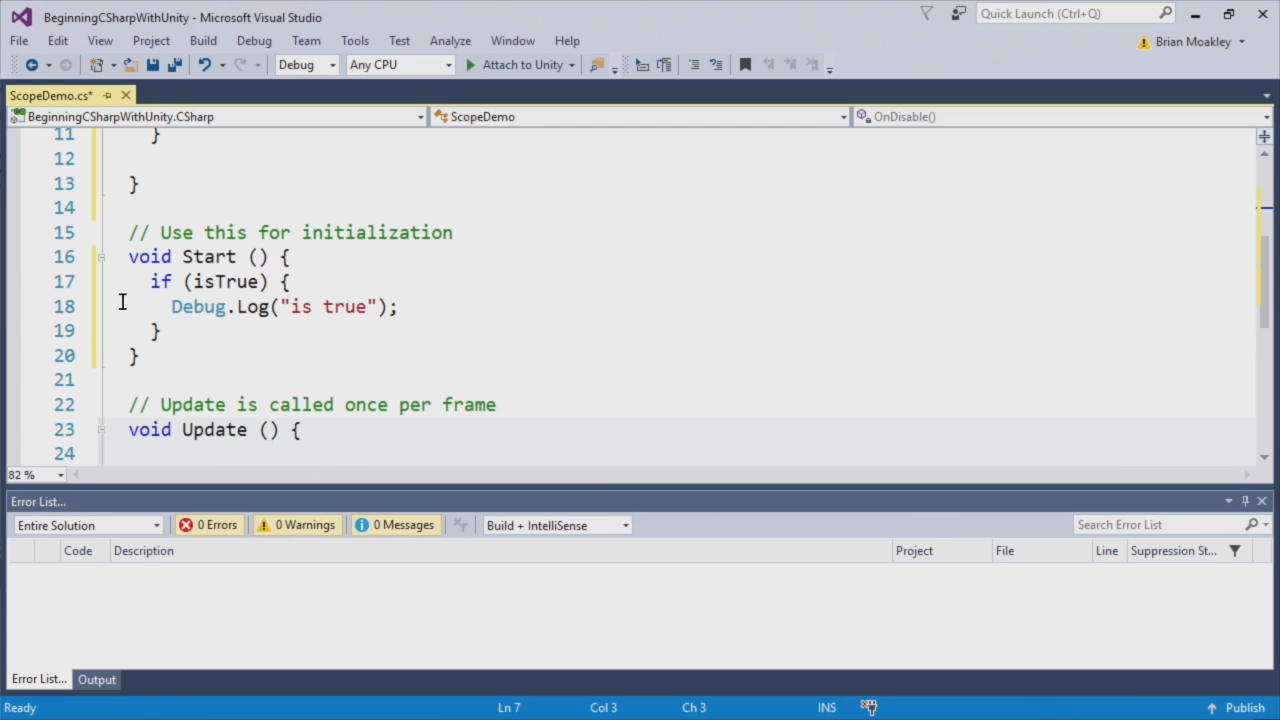 BeginningCSharpWithUnity - Microsoft Visual Studio
Quick Launch (Ctrl+Q)
File Edit View Project Build Debug Team Tools Test Analyze Window Help
Brian Moakley
Debug Any CPU Attach to Unity
ScopeDemo.cs*
BeginningCSharpWithUnity.CSharp ScopeDemo OnDisable()
11 }
12
13 }
14
15 // Use this for initialization
16 void Start () {
17 if (isTrue) {
18 Debug.Log("is true");
19 }
20 }
21
22 // Update is called once per frame
23 void Update () {
24
82 %
Error List...
Entire Solution 0 Errors 0 Warnings 0 Messages Build + IntelliSense Search Error List
Code Description Project File Line Suppression St...
Error List... Output
Ready Ln 7 Col 3 Ch 3 INS Publish